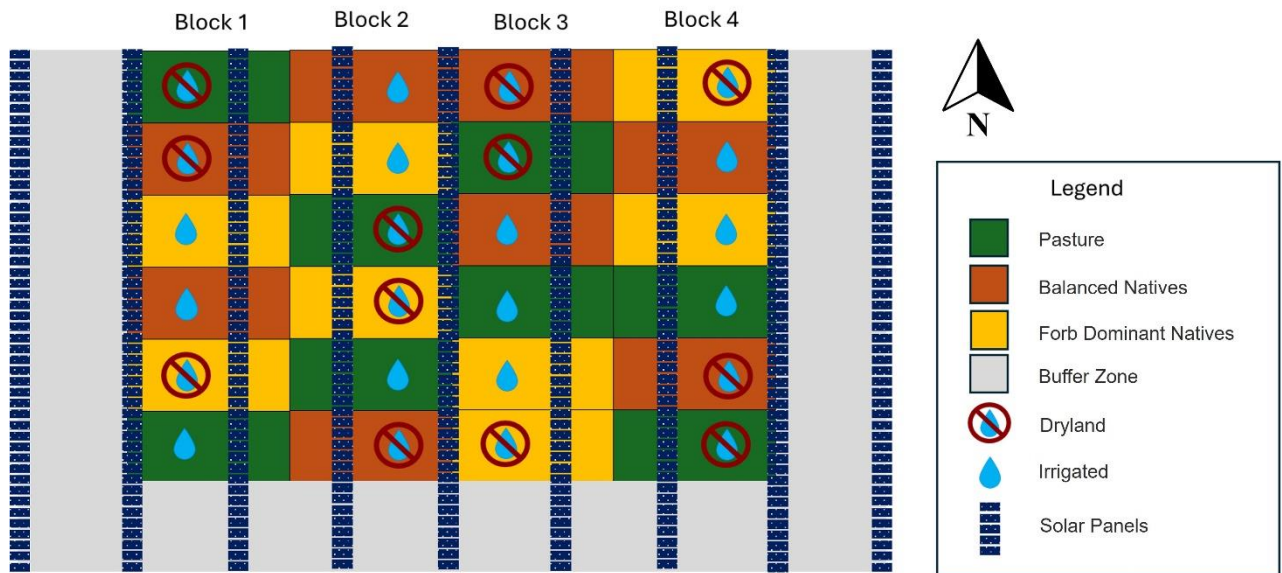 Block 1
Block 2
Block 3
Block 4
N
Legend
Pasture
Balanced Natives
Forb Dominant Natives
Buffer Zone
Dryland
Irrigated
Solar Panels